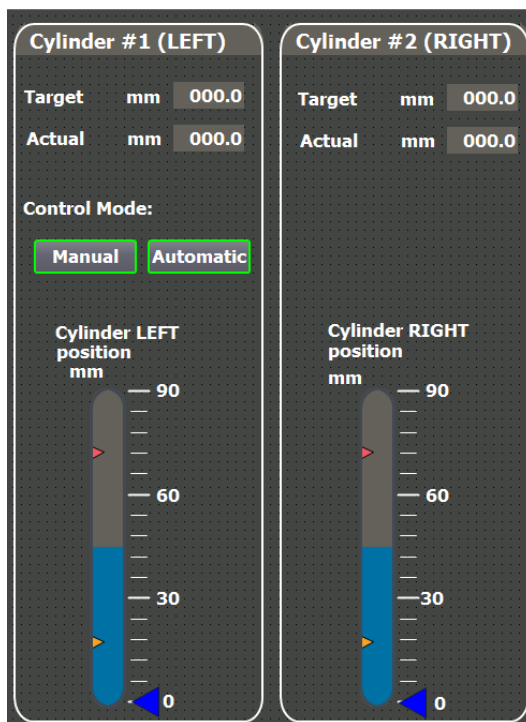 Cylinder #1 (LEFT)
Target mm 000.0
Actual mm 000.0
Control Mode:
Manual Automatic
Cylinder LEFT
position
mm
90
60
30
0
Cylinder #2 (RIGHT)
Target mm 000.0
Actual mm 000.0
Cylinder RIGHT
position
mm
90
60
30
0